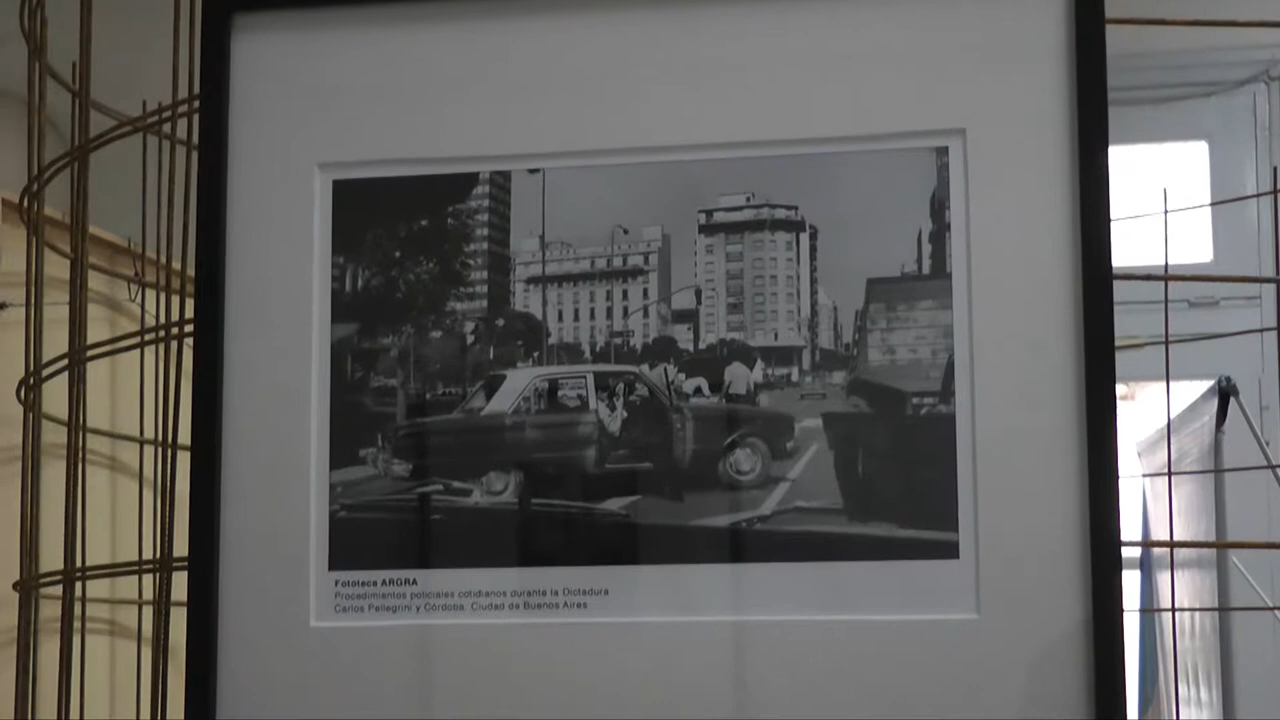 Fototeca ARGRA
Procedimientos policiales cotidianos durante la Dictadura
Carlos Pellegrini y Córdoba. Ciudad de Buenos Aires